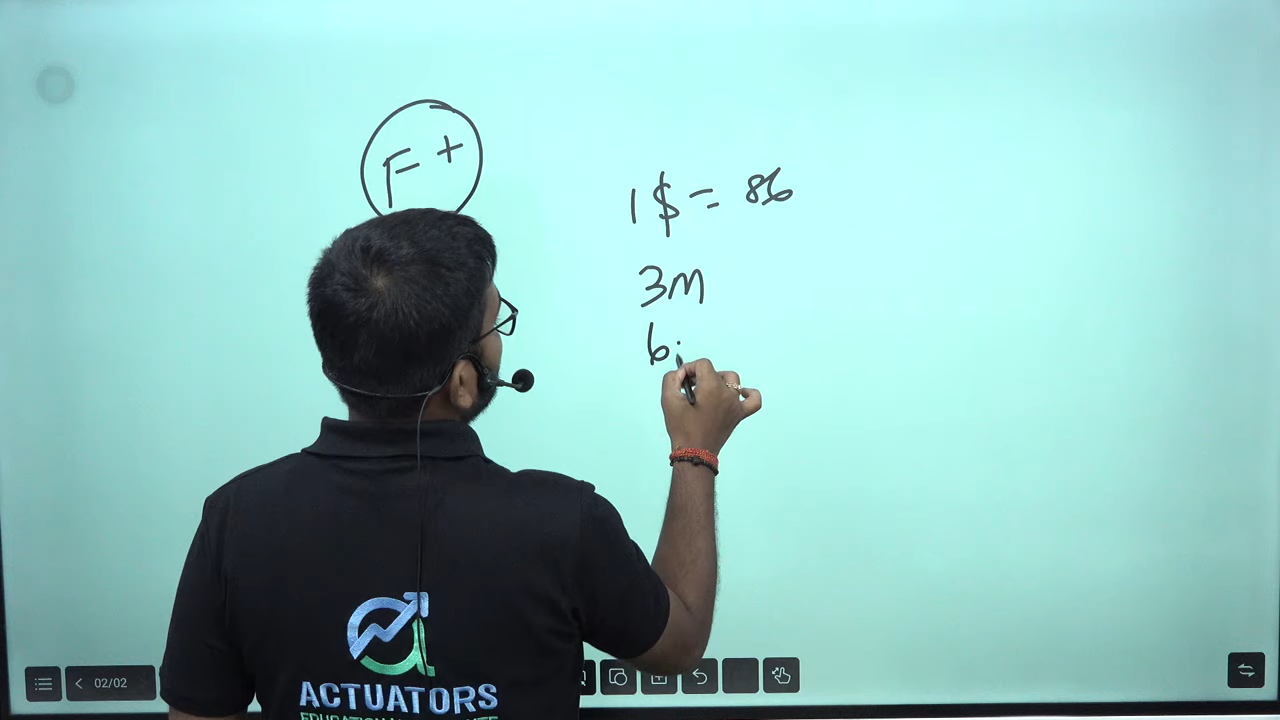 F+
1$ = 86
3M
6
02/02
ACTUATORS